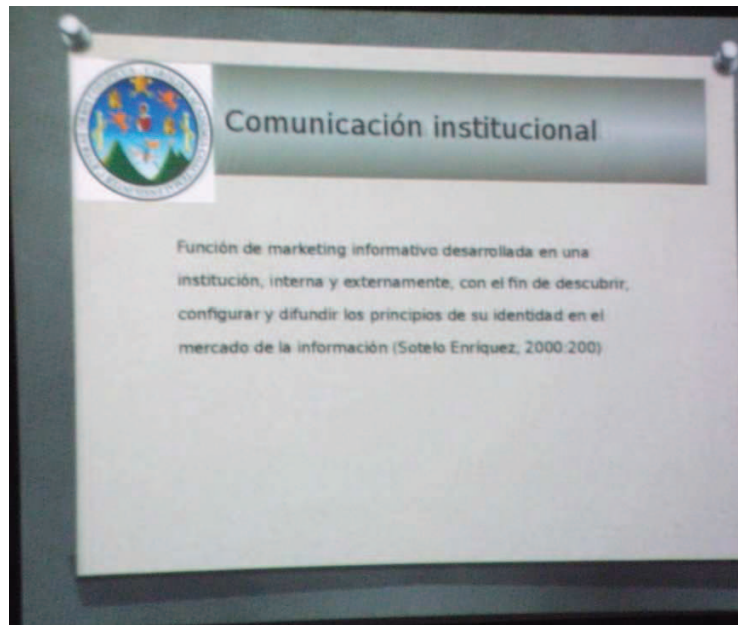 Comunicación institucional
Función de marketing informativo desarrollada en una
institución, interna y externamente, con el fin de descubrir,
configurar y difundir los principios de su identidad en el
mercado de la información (Sotelo Enríquez, 2000:200)